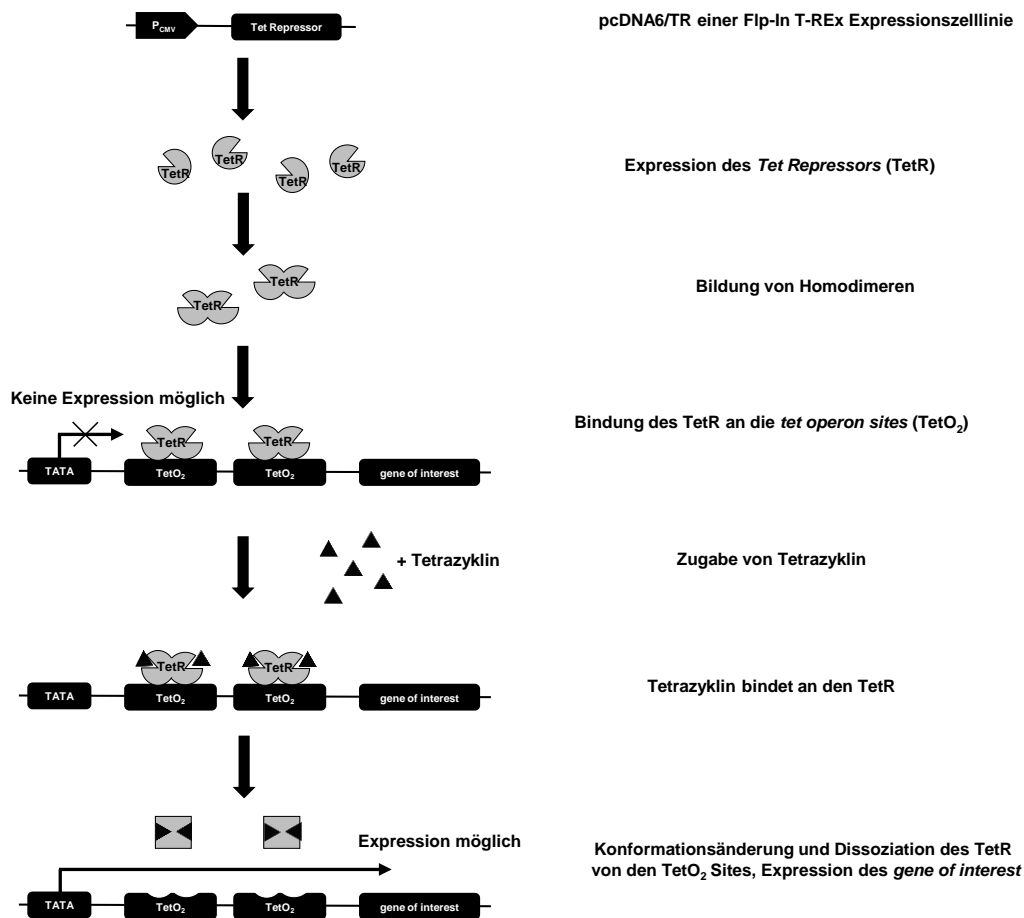 P_CMV Tet Repressor
pcDNA6/TR einer Flp-In T-REx Expressionszelllinie
TetR TetR TetR TetR
Expression des Tet Repressors (TetR)
TetR TetR
Bildung von Homodimeren
Keine Expression möglich
TetR TetR
Bindung des TetR an die tet operon sites (TetO₂)
TATA TetO₂ TetO₂ gene of interest
+ Tetrazyklin
Zugabe von Tetrazyklin
TetR TetR
TATA TetO₂ TetO₂ gene of interest
Tetrazyklin bindet an den TetR
Expression möglich
Konformationsänderung und Dissoziation des TetR
von den TetO₂ Sites, Expression des gene of interest
TATA TetO₂ TetO₂ gene of interest